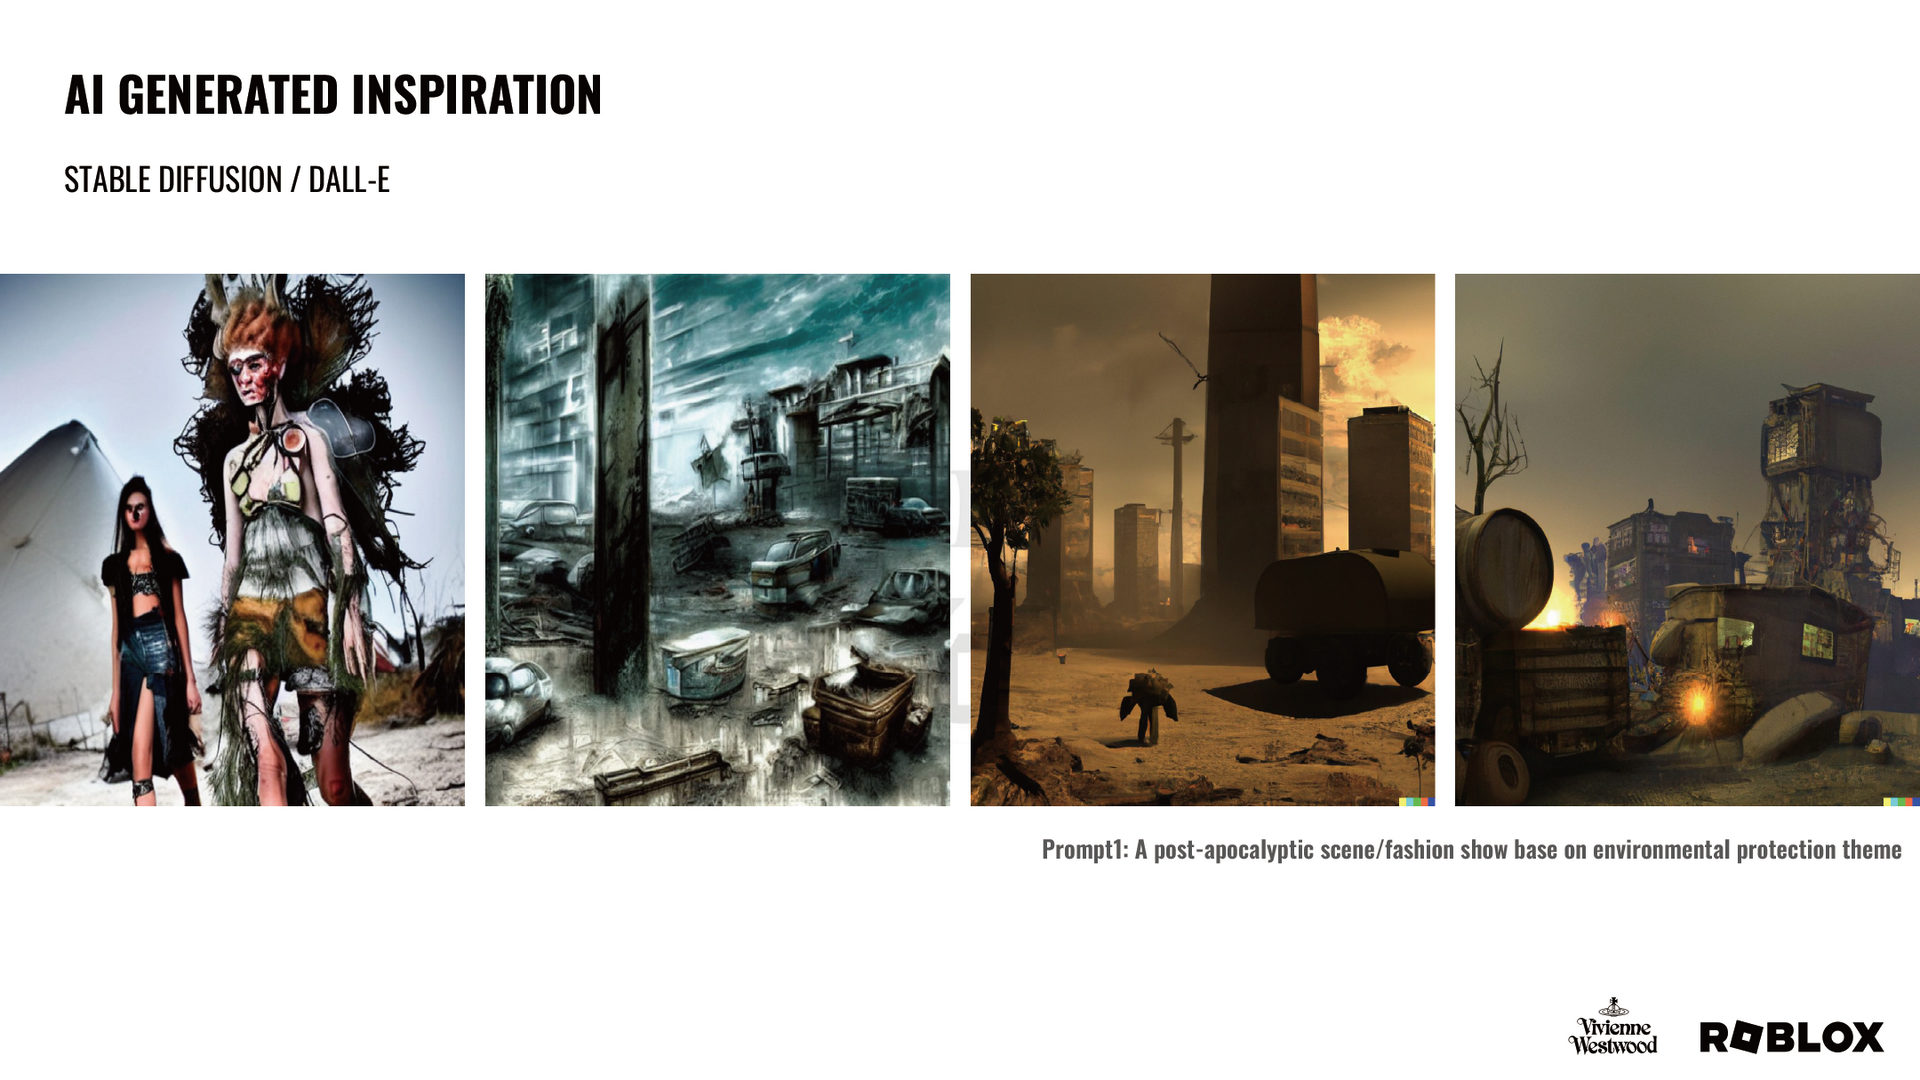 AI GENERATED INSPIRATION
STABLE DIFFUSION / DALL-E
Prompt1: A post-apocalyptic scene/fashion show base on environmental protection theme
Vivienne
Westwood
ROBLOX